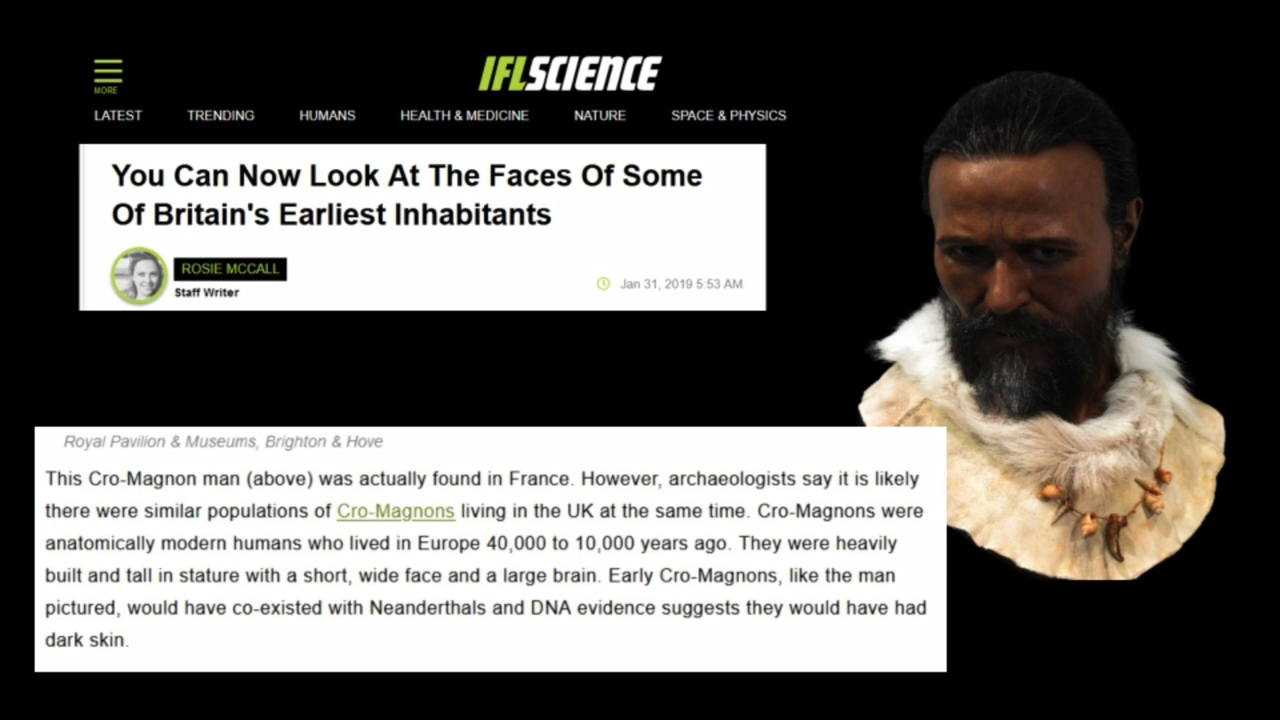 IFLSCIENCE
MORE
LATEST TRENDING HUMANS HEALTH & MEDICINE NATURE SPACE & PHYSICS
You Can Now Look At The Faces Of Some
Of Britain's Earliest Inhabitants
ROSIE MCCALL
Staff Writer
Jan 31, 2019 5:53 AM
Royal Pavilion & Museums, Brighton & Hove
This Cro-Magnon man (above) was actually found in France. However, archaeologists say it is likely
there were similar populations of Cro-Magnons living in the UK at the same time. Cro-Magnons were
anatomically modern humans who lived in Europe 40,000 to 10,000 years ago. They were heavily
built and tall in stature with a short, wide face and a large brain. Early Cro-Magnons, like the man
pictured, would have co-existed with Neanderthals and DNA evidence suggests they would have had
dark skin.